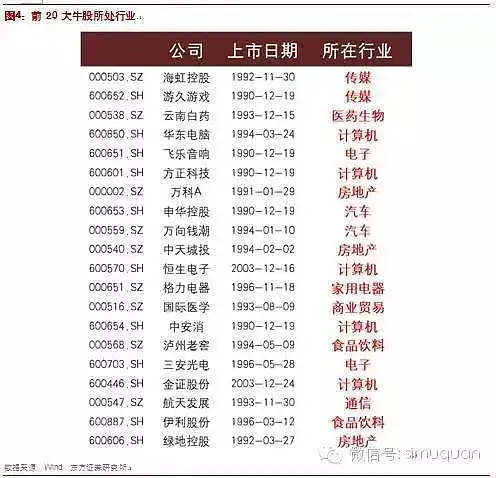 图4：前 20 大牛股所处行业.
公司 上市日期 所在行业
000503.SZ 海虹控股 1992-11-30 传媒
600652.SH 游久游戏 1990-12-19 传媒
000538.SZ 云南白药 1993-12-15 医药生物
600850.SH 华东电脑 1994-03-24 计算机
600651.SH 飞乐音响 1990-12-19 电子
600601.SH 方正科技 1990-12-19 计算机
000002.SZ 万科A 1991-01-29 房地产
600653.SH 申华控股 1990-12-19 汽车
000559.SZ 万向钱潮 1994-01-10 汽车
000540.SZ 中天城投 1994-02-02 房地产
600570.SH 恒生电子 2003-12-16 计算机
000651.SZ 格力电器 1996-11-18 家用电器
000516.SZ 国际医学 1993-08-09 商业贸易
600654.SH 中安消 1990-12-19 计算机
000568.SZ 泸州老窖 1994-05-09 食品饮料
600703.SH 三安光电 1996-05-28 电子
600446.SH 金证股份 2003-12-24 计算机
000547.SZ 航天发展 1993-11-30 通信
600887.SH 伊利股份 1996-03-12 食品饮料
600606.SH 绿地控股 1992-03-27 房地产
数据来源：Wind 东方证券研究所
微信号: simuquan